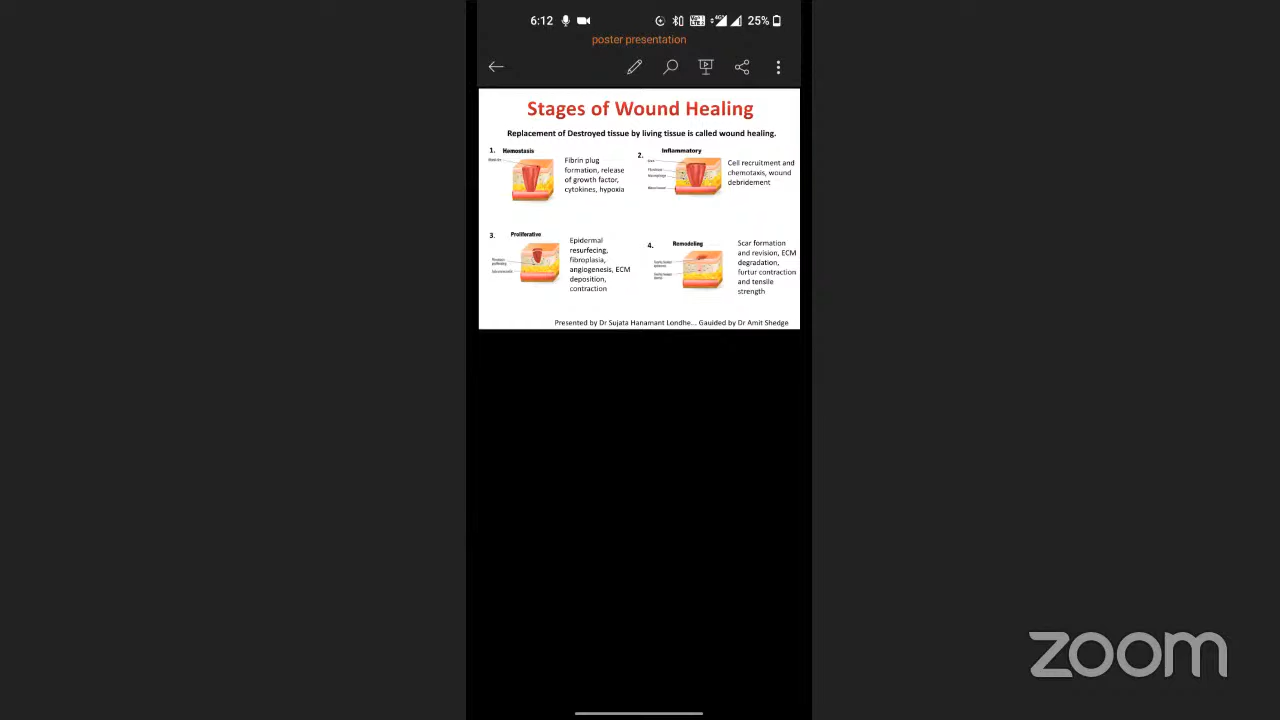 6:12
25%
poster presentation
Stages of Wound Healing
Replacement of Destroyed tissue by living tissue is called wound healing.
1. Hemostasis
Fibrin plug
formation, release
of growth factor,
cytokines, hypoxia
2. Inflammatory
Cell recruitment and
chemotaxis, wound
debridement
3. Proliferative
Epidermal
resurfecing,
fibroplasia,
angiogenesis, ECM
deposition,
contraction
4. Remodeling
Scar formation
and revision, ECM
degradation,
furtur contraction
and tensile
strength
Presented by Dr Sujata Hanamant Londhe... Gauided by Dr Amit Shedge
zoom